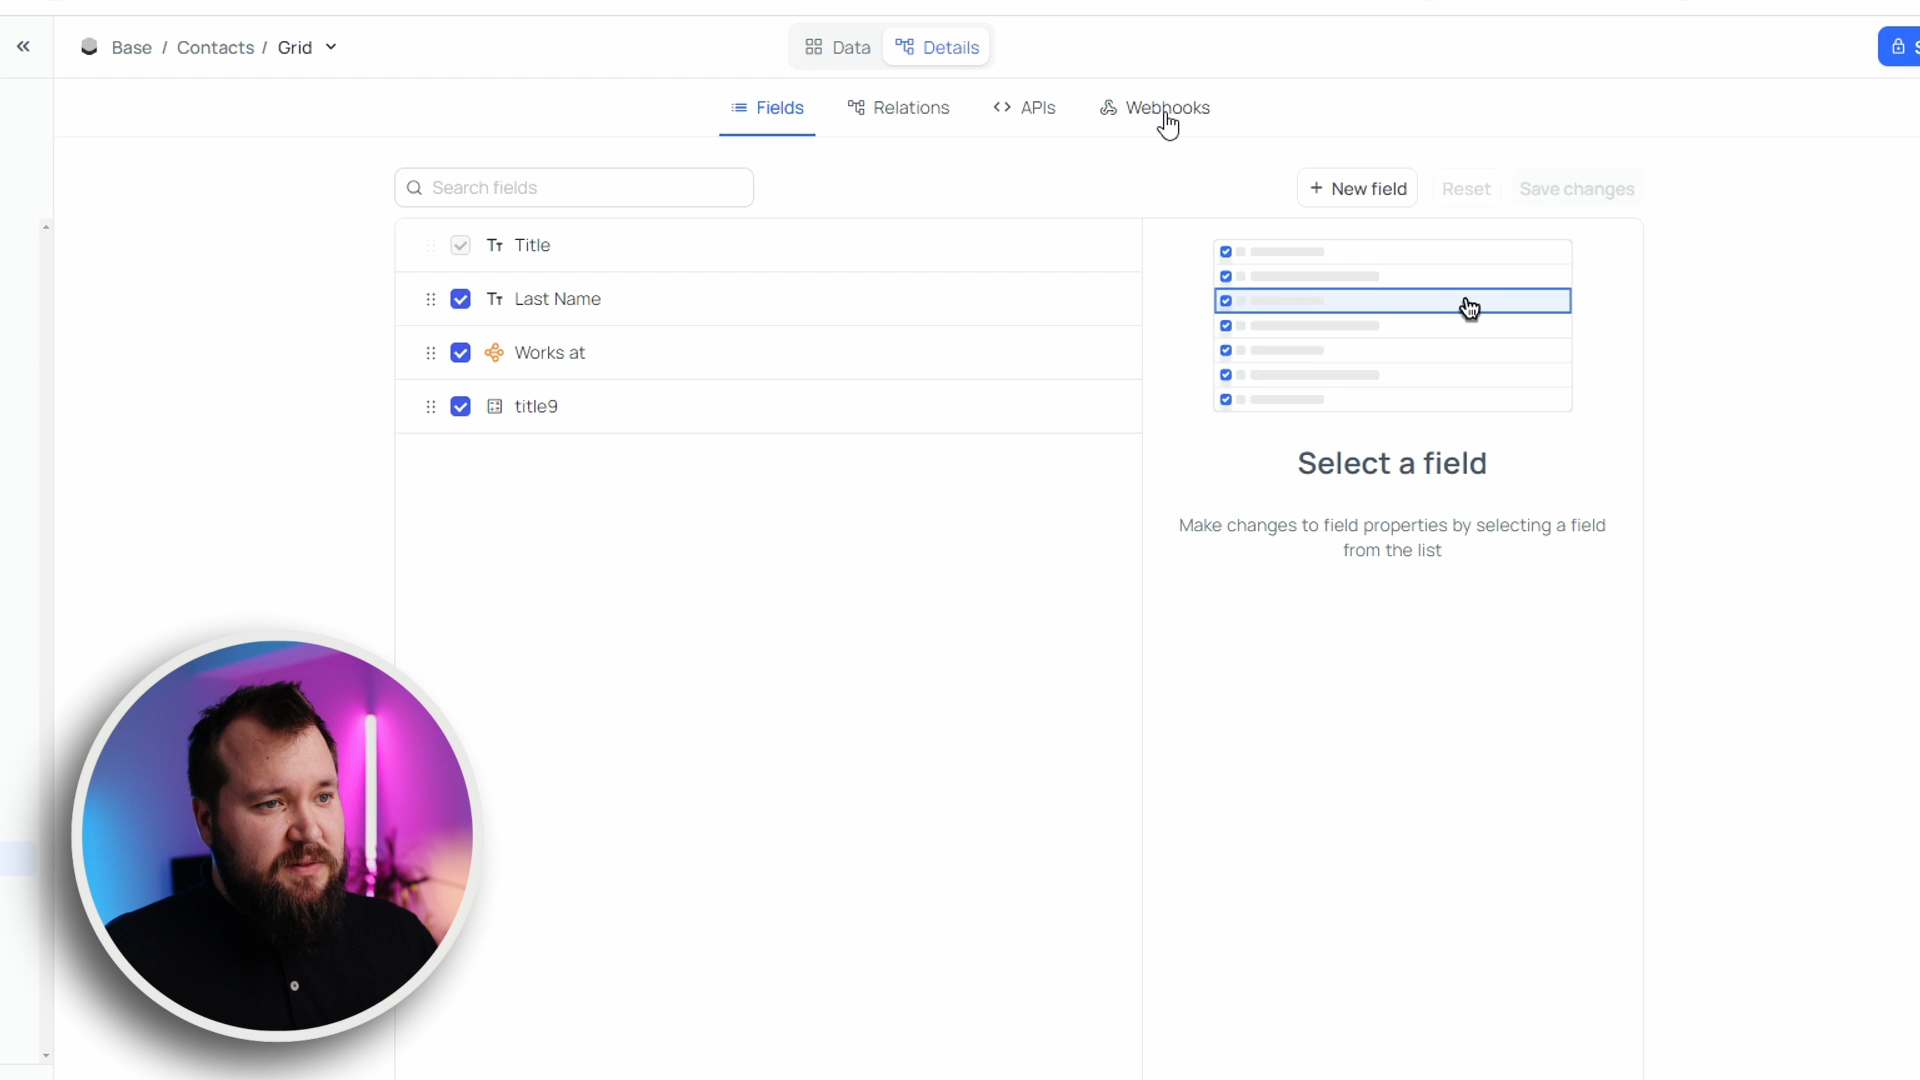 Base / Contacts / Grid
Data
Details
Fields
Relations
APIs
Webhooks
Search fields
+ New field
Reset
Save changes
Title
Last Name
Works at
title9
Select a field
Make changes to field properties by selecting a field
from the list